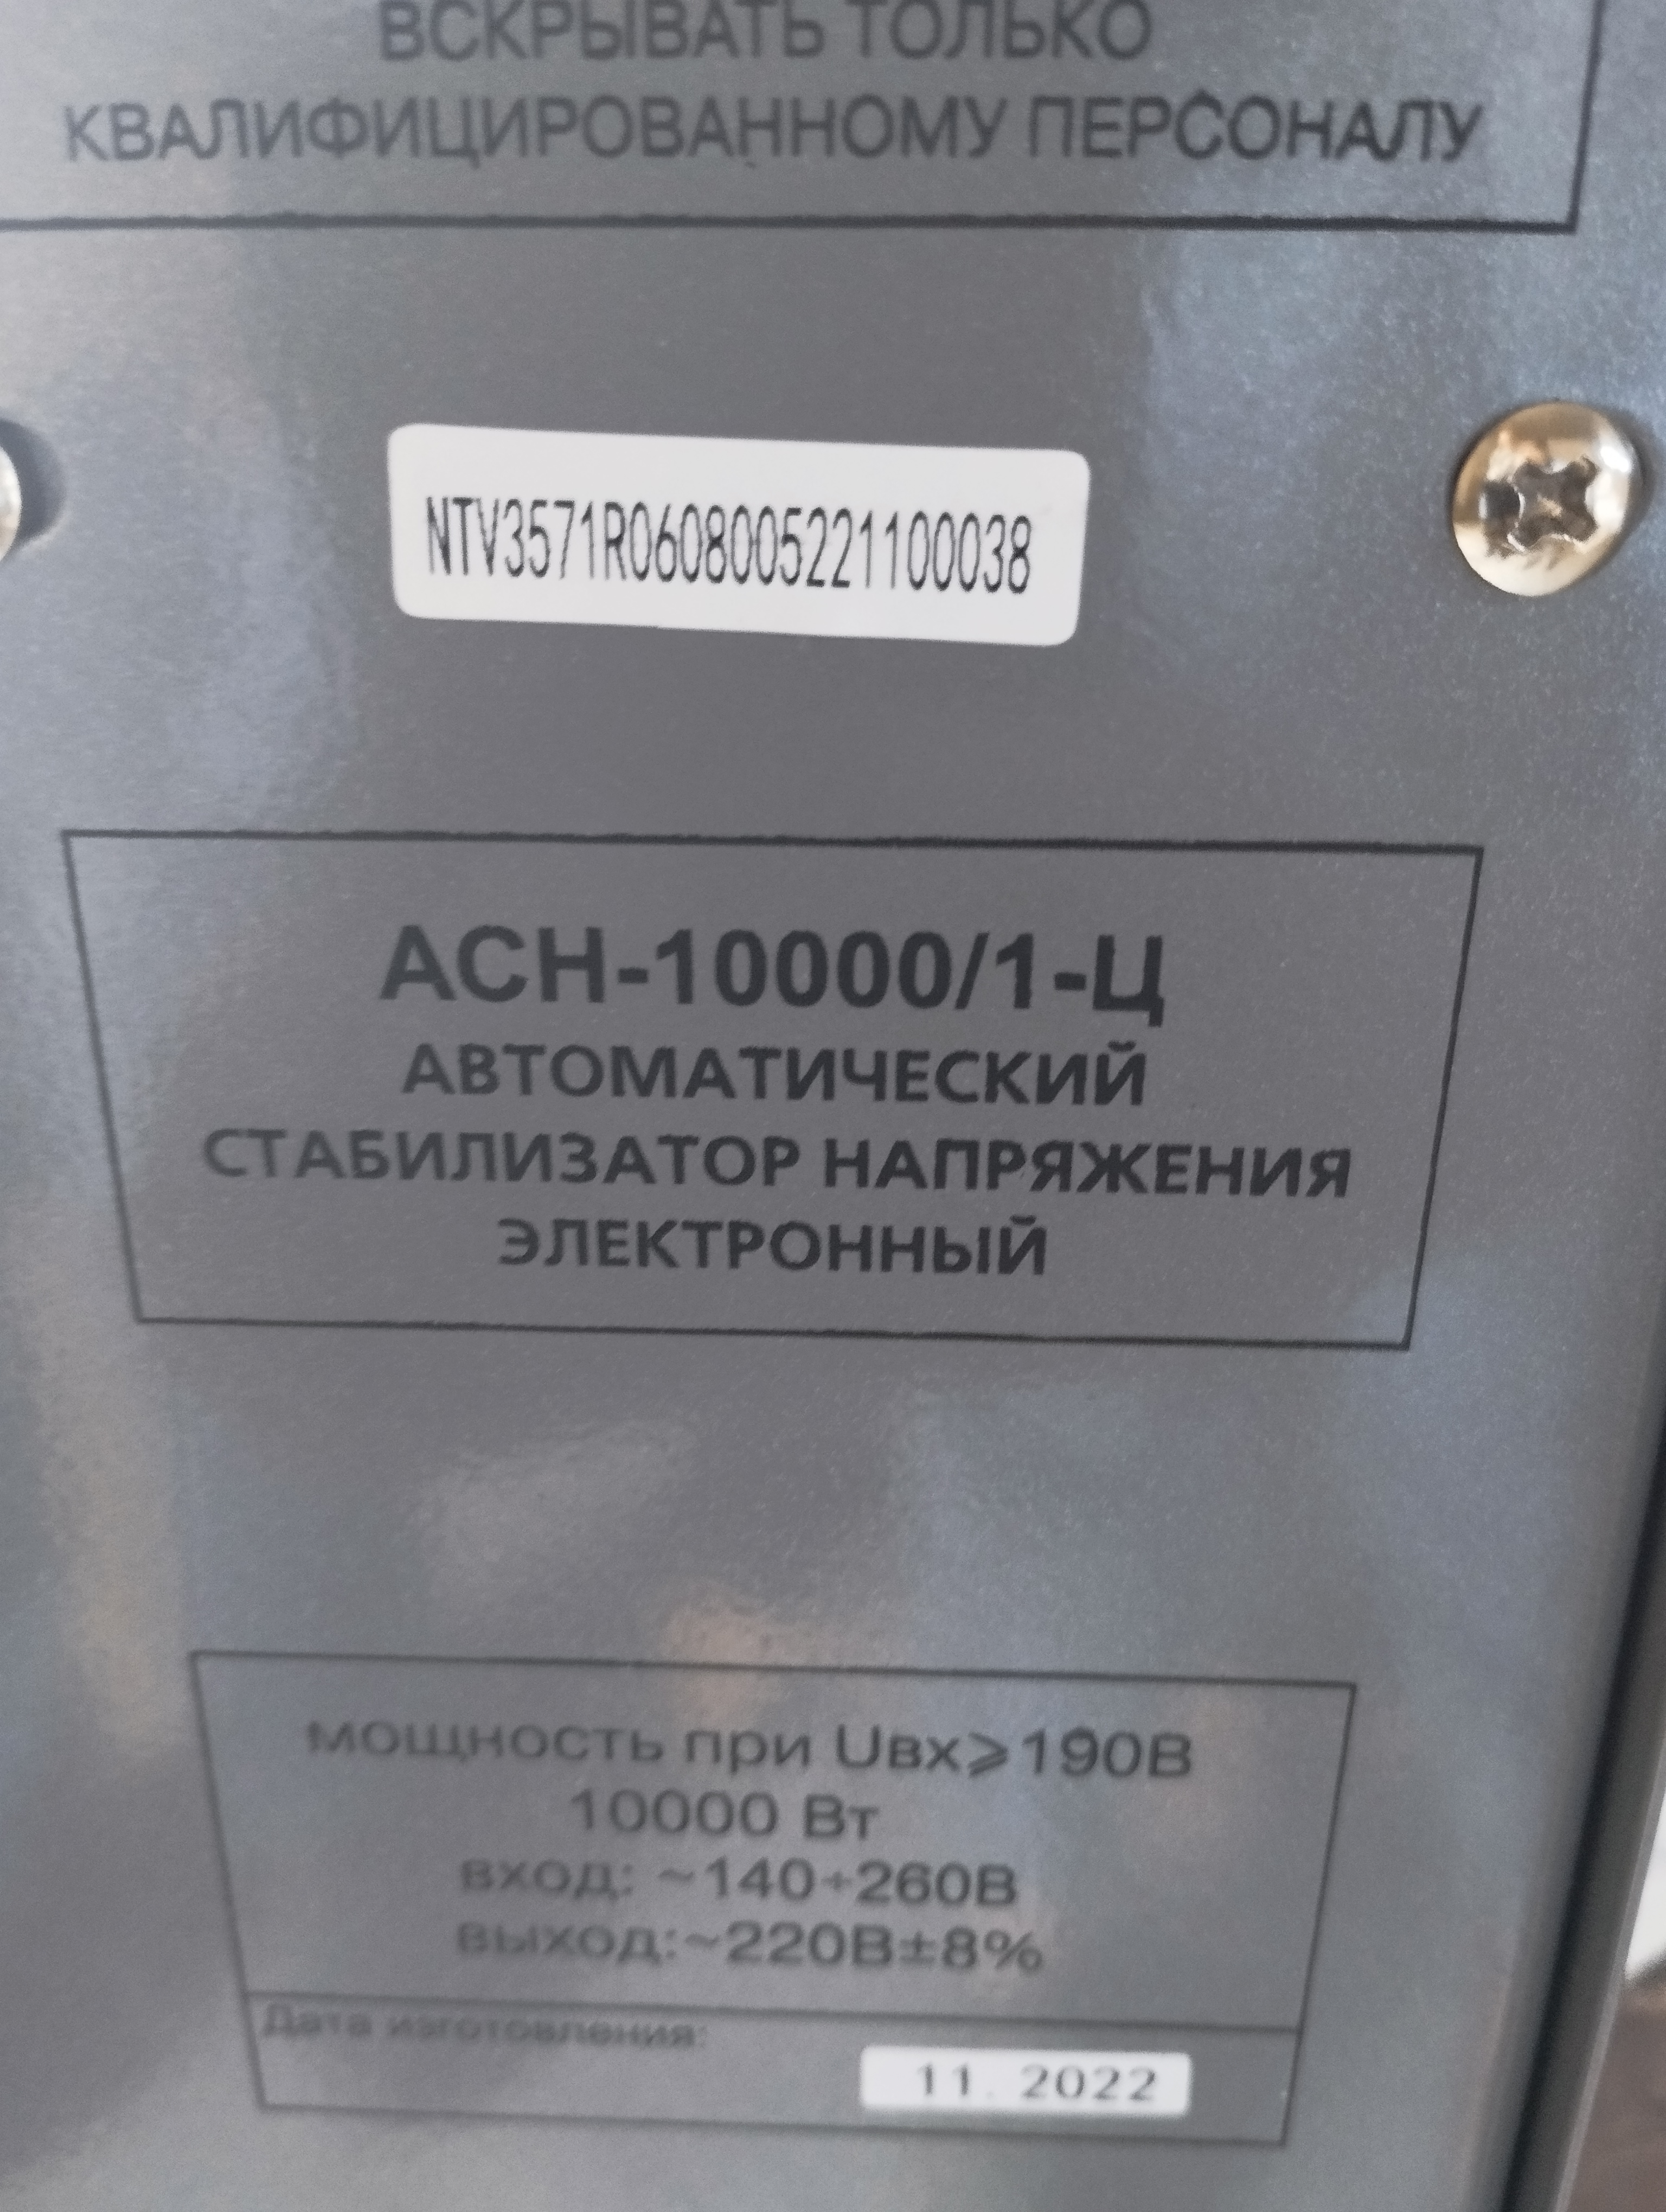 ВСКРЫВАТЬ ТОЛЬКО
КВАЛИФИЦИРОВАННОМУ ПЕРСОНАЛУ
NTV3571R0608005221100038
АСН-10000/1-Ц
АВТОМАТИЧЕСКИЙ
СТАБИЛИЗАТОР НАПРЯЖЕНИЯ
ЭЛЕКТРОННЫЙ
МОЩНОСТЬ при Uвх⩾190В
10000 Вт
ВХОД: ~140÷260В
ВЫХОД:~220В±8%
Дата изготовления:
11. 2022